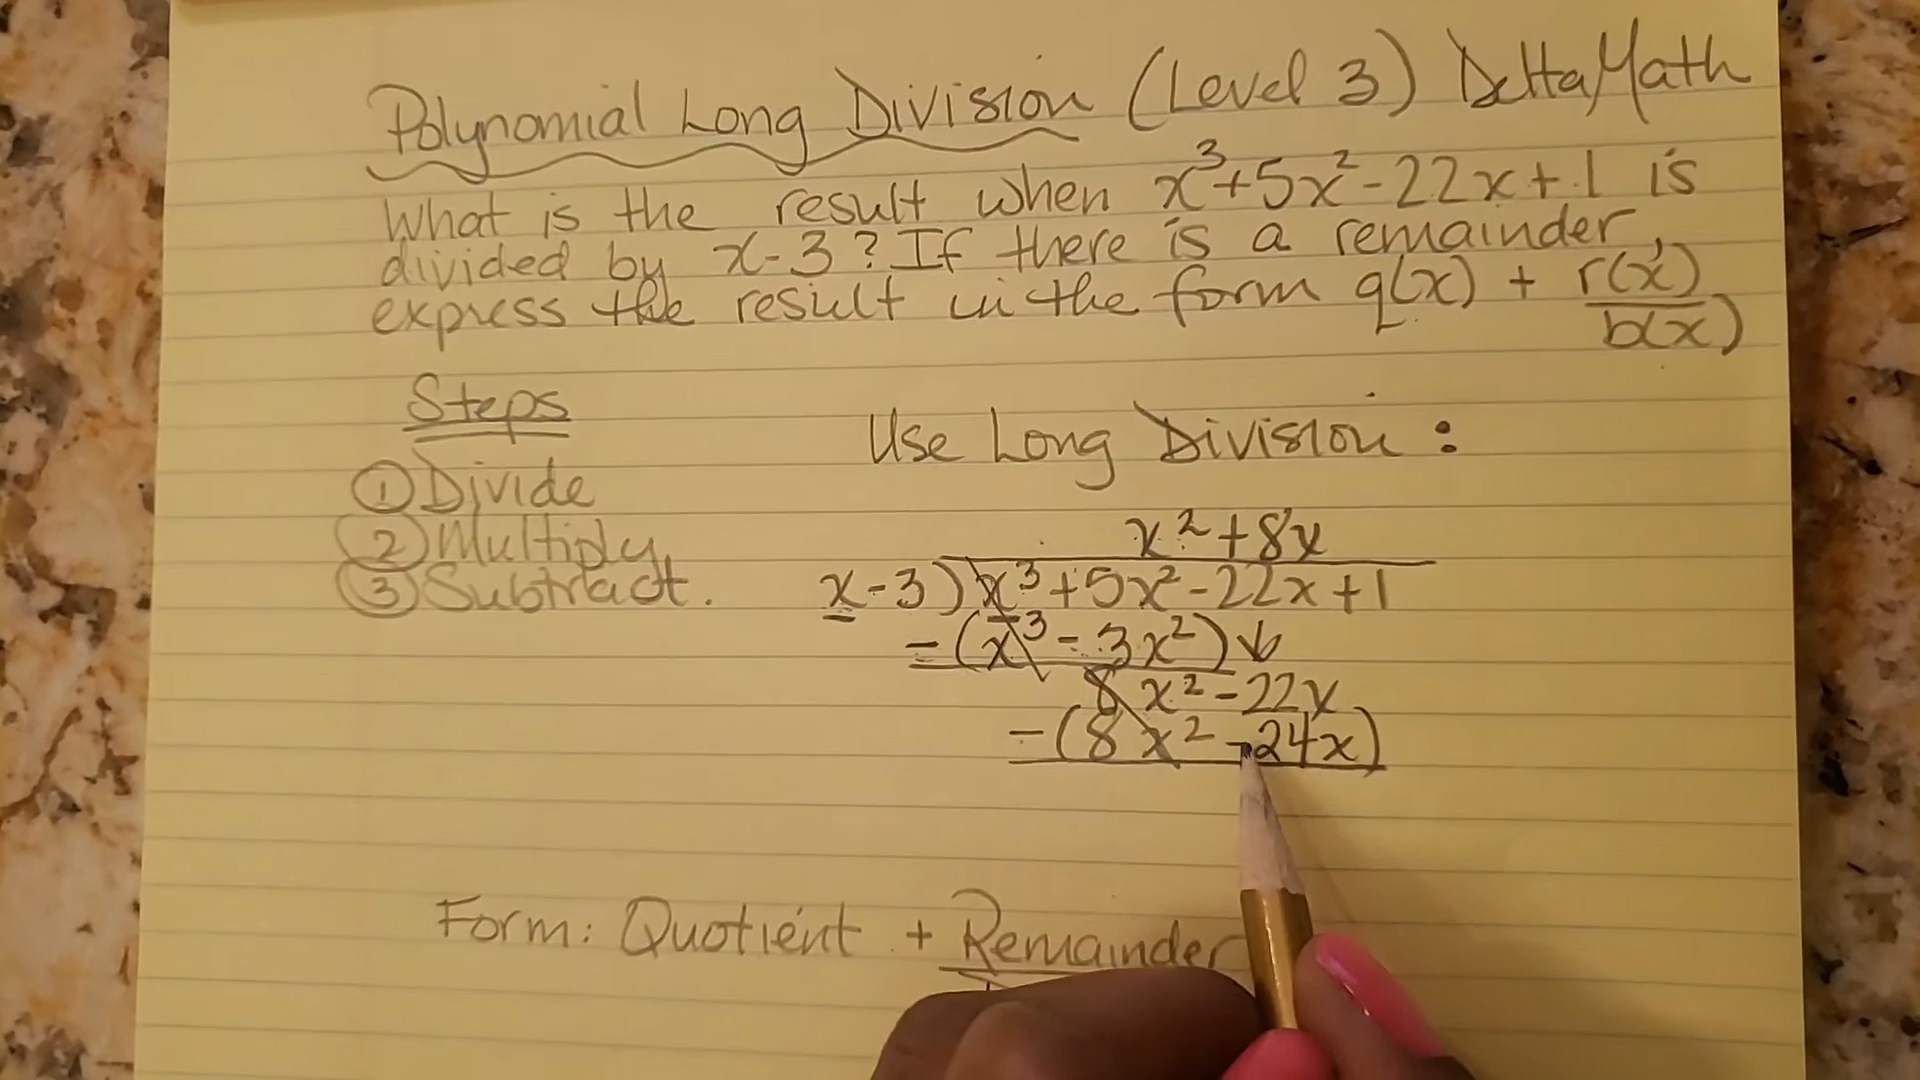 Polynomial Long Division (Level 3) DeltaMath
What is the result when x³+5x²-22x+1 is
divided by x-3? If there is a remainder,
express the result in the form q(x) + r(x)/b(x)
Steps
① Divide
② Multiply
③ Subtract.
Use Long Division:
x²+8x
x-3)x³+5x²-22x+1
-(x³-3x²)↓
8x²-22x
-(8x²-24x)
Form: Quotient + Remainder